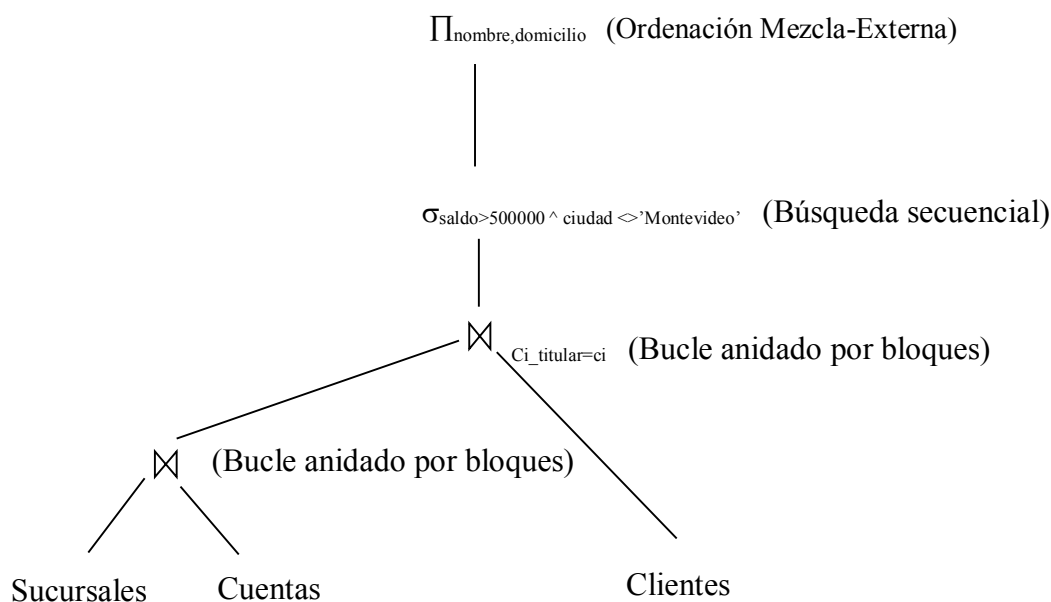 ∏nombre,domicilio (Ordenación Mezcla-Externa)
σsaldo>500000 ^ ciudad <>’Montevideo’ (Búsqueda secuencial)
⋈ Ci_titular=ci (Bucle anidado por bloques)
⋈ (Bucle anidado por bloques)
Sucursales Cuentas Clientes